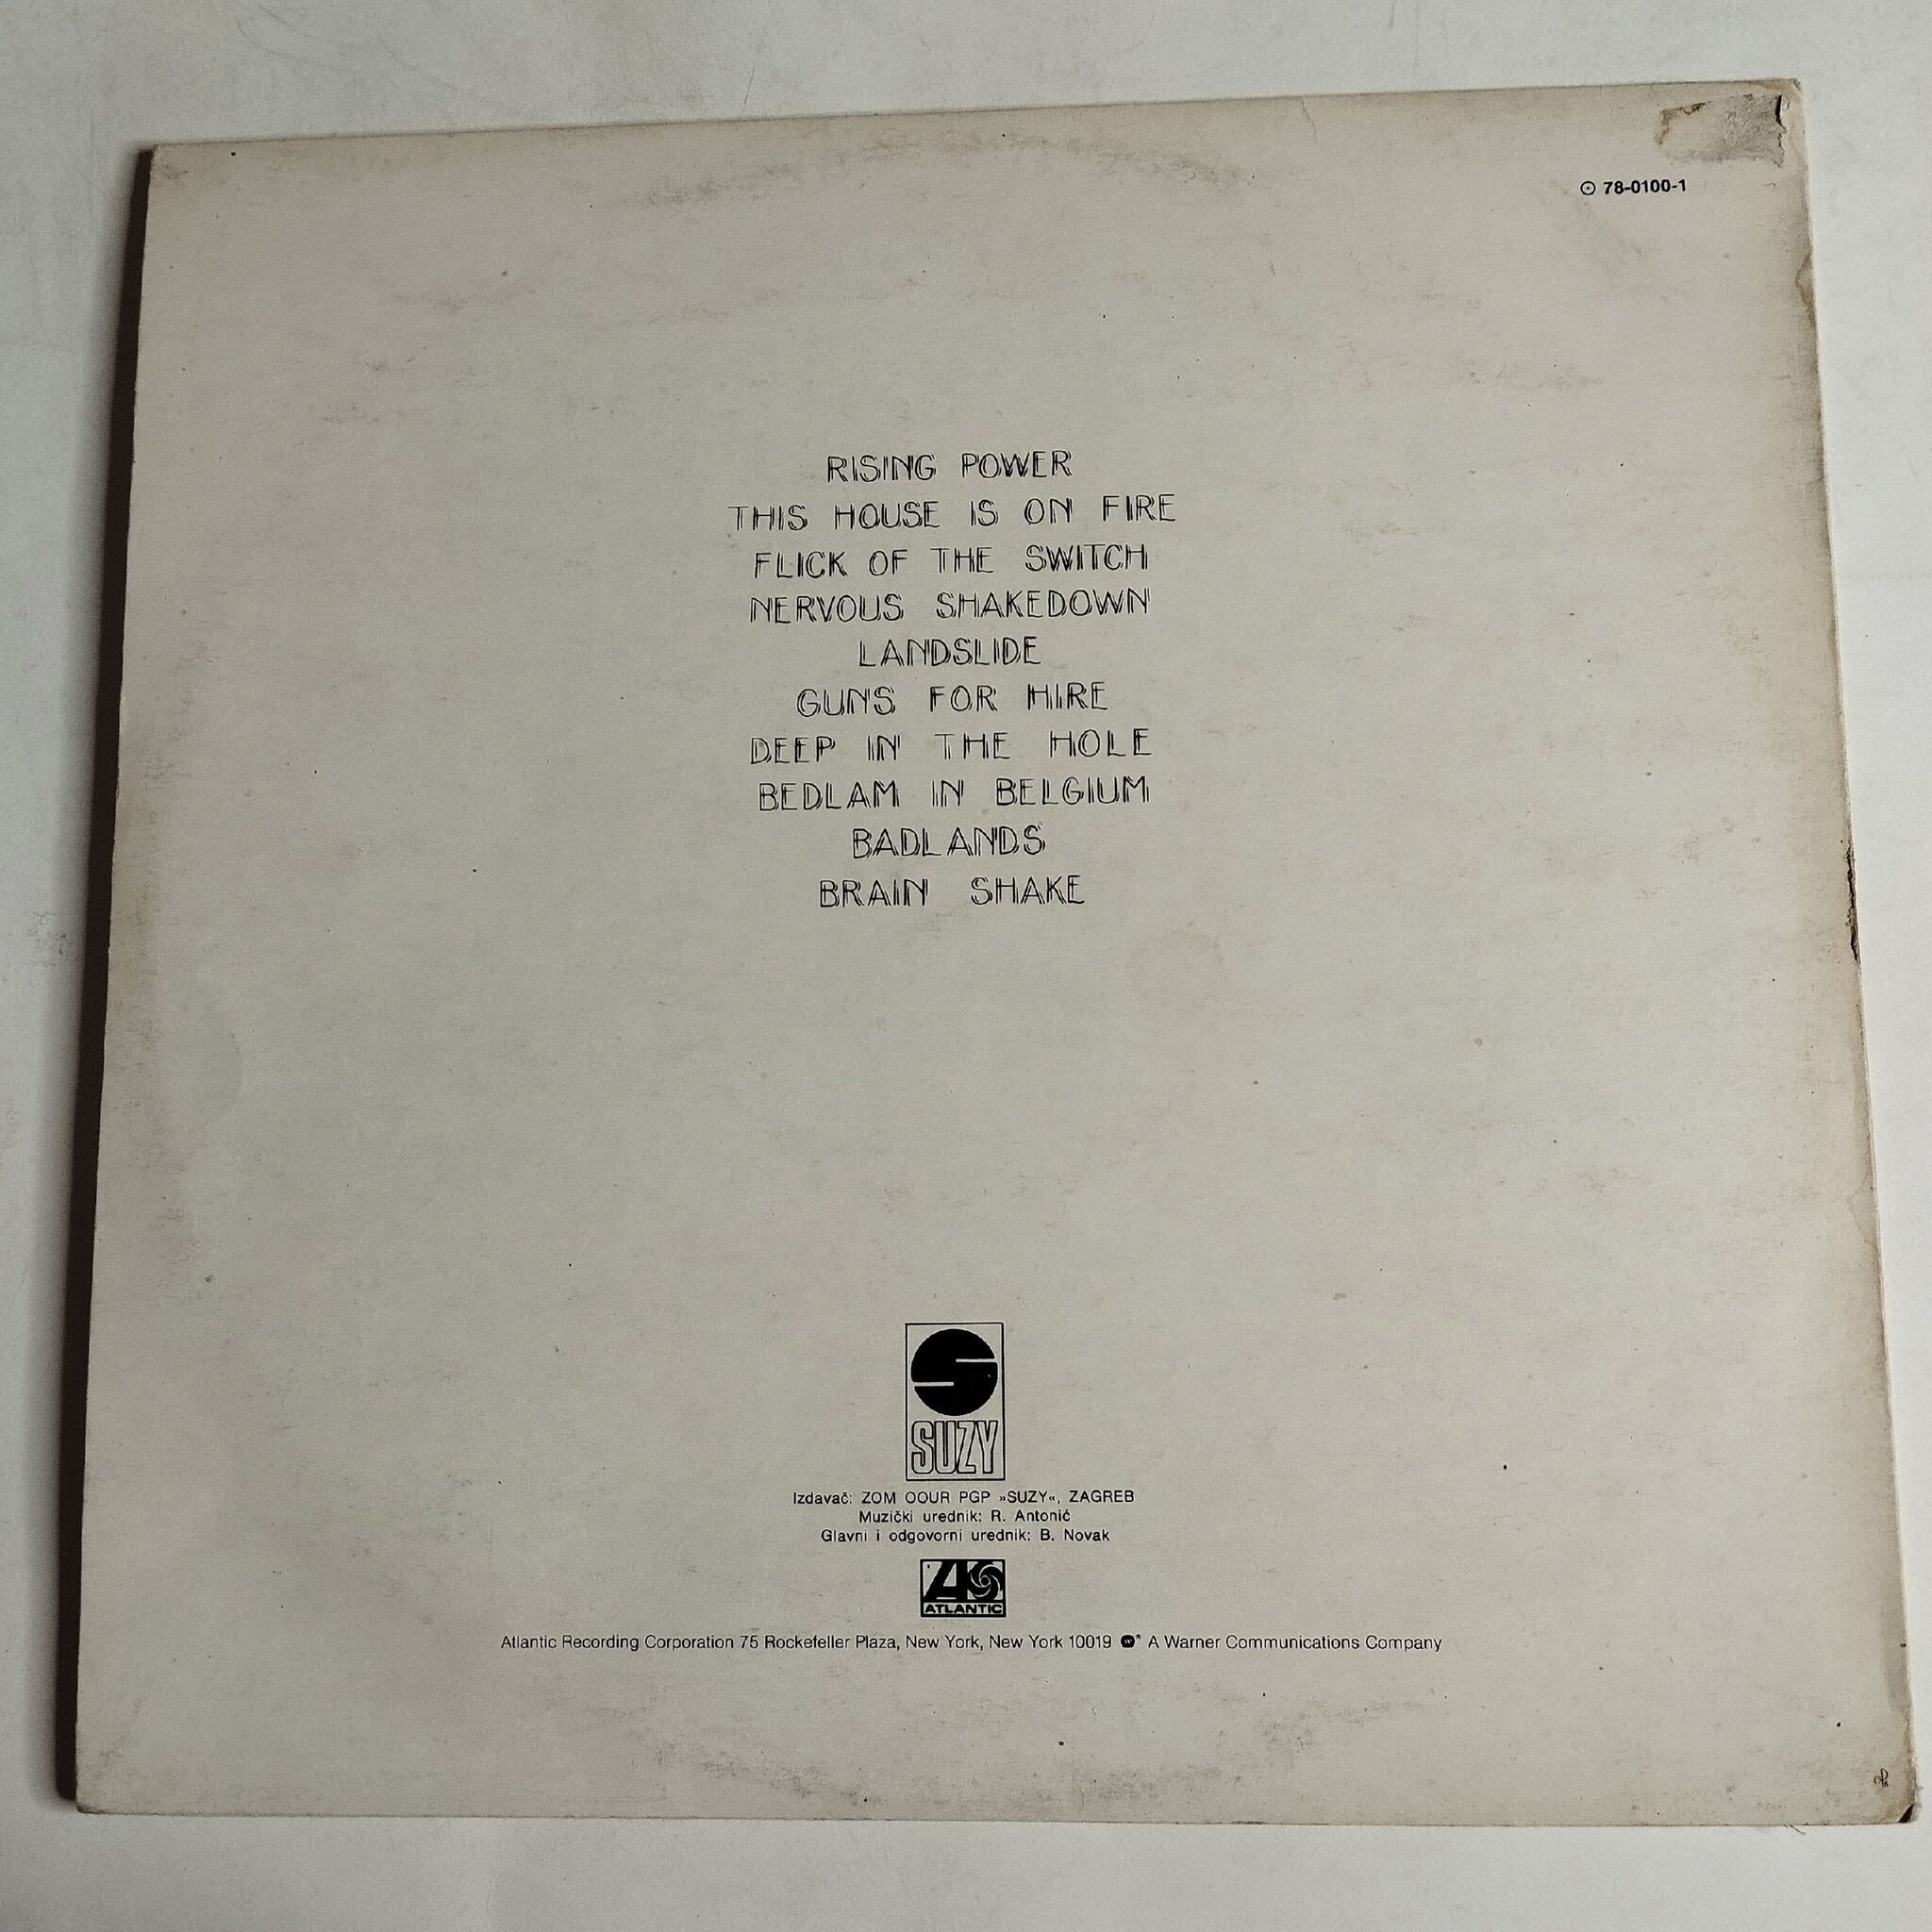 78-0100-1
RISING POWER
THIS HOUSE IS ON FIRE
FLICK OF THE SWITCH
NERVOUS SHAKEDOWN
LANDSLIDE
GUNS FOR HIRE
DEEP IN THE HOLE
BEDLAM IN BELGIUM
BADLANDS
BRAIN SHAKE
SUZY
Izdavač: ZOM OOUR PGP »SUZY«, ZAGREB
Muzički urednik: R. Antonić
Glavni i odgovorni urednik: B. Novak
ATLANTIC
Atlantic Recording Corporation 75 Rockefeller Plaza, New York, New York 10019 * A Warner Communications Company